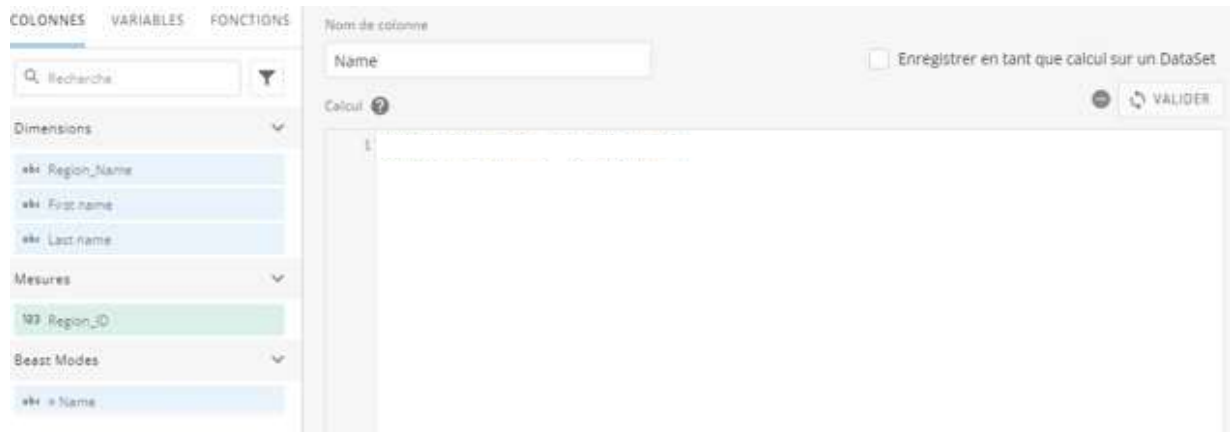 COLONNES VARIABLES FONCTIONS
Recherche
Dimensions
abc Region_Name
abc First name
abc Last name
Mesures
123 Region_ID
Beast Modes
abc Name
Nom de colonne
Name
Enregistrer en tant que calcul sur un DataSet
Calcul ?
VALIDER
1